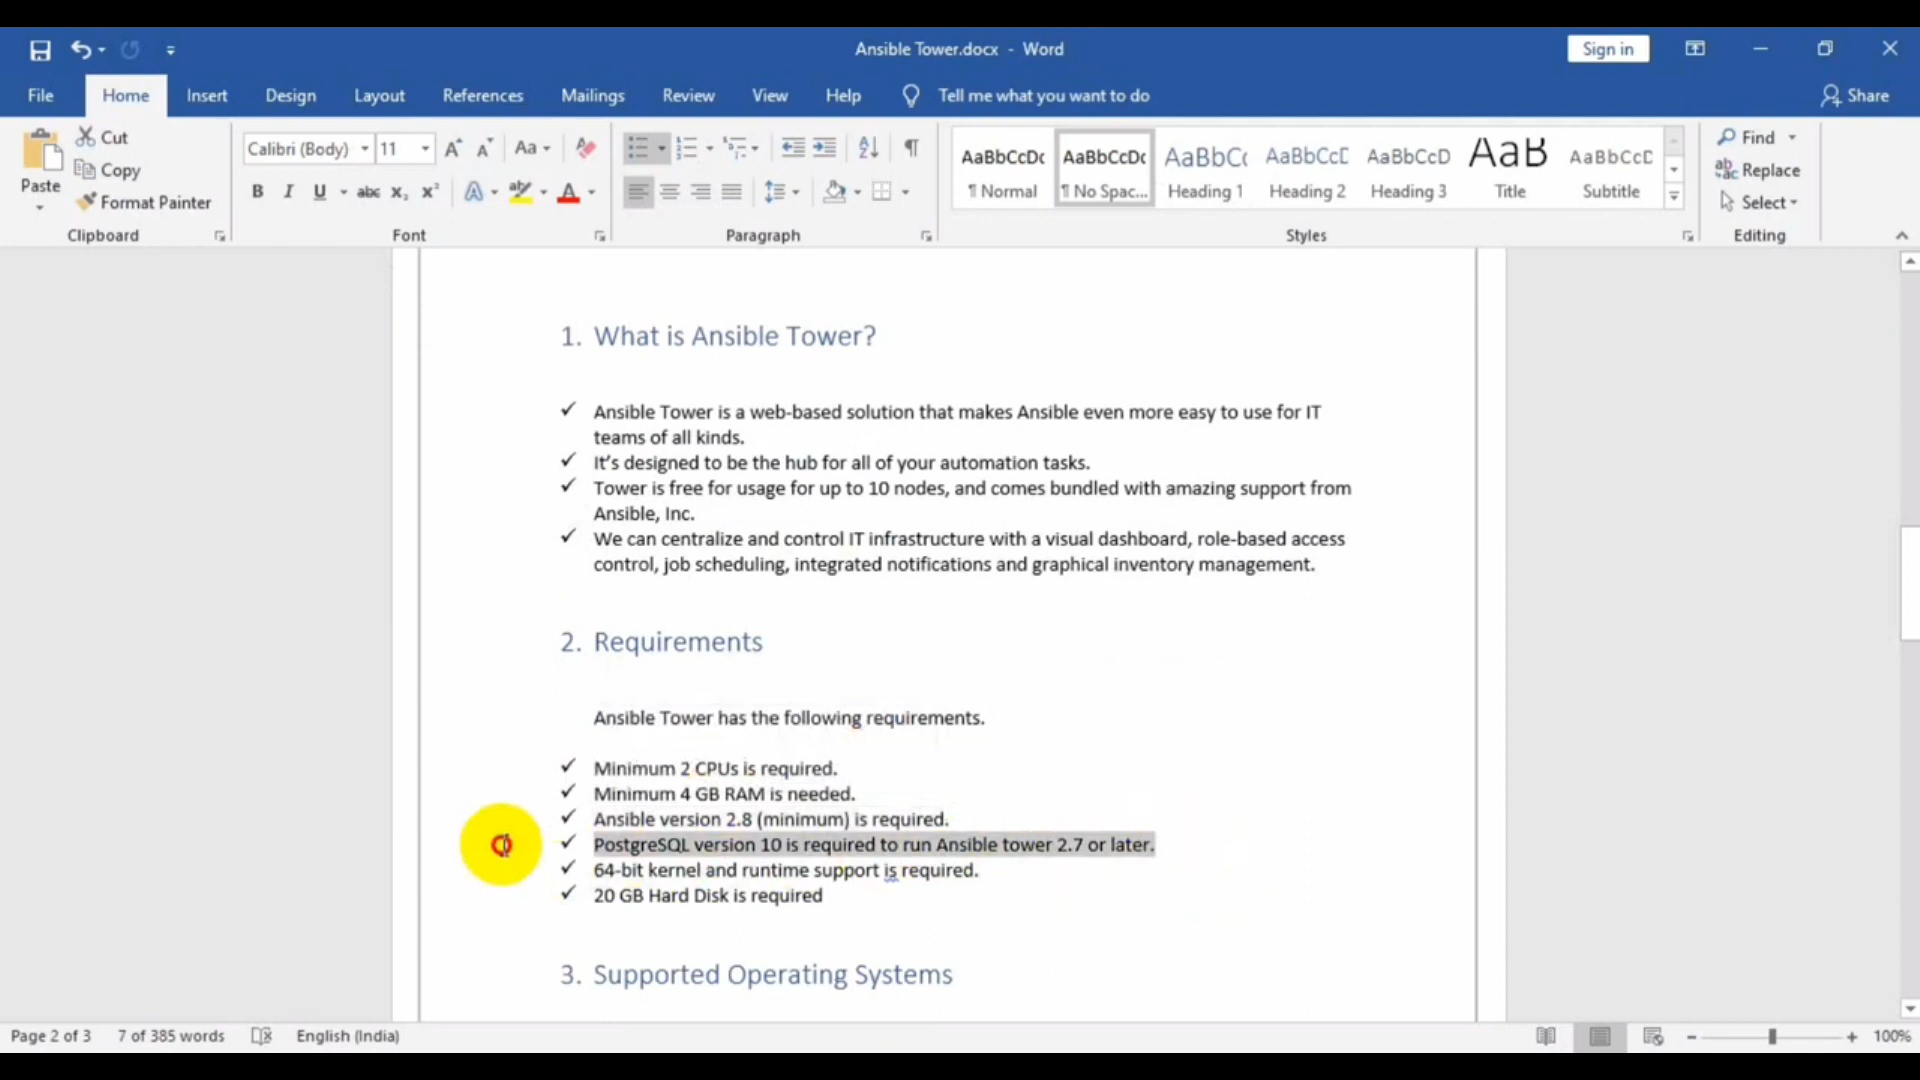 Ansible Tower.docx - Word
Sign in
File Home Insert Design Layout References Mailings Review View Help Tell me what you want to do
Share
Paste
Cut
Copy
Format Painter
Clipboard
Calibri (Body) 11
Aa
B I U abc x₂ x²
A
Font
Paragraph
AaBbCcDc ¶ Normal
AaBbCcDc ¶ No Spac...
AaBbCc Heading 1
AaBbCcE Heading 2
AaBbCcD Heading 3
AaB Title
AaBbCcC Subtitle
Styles
Find
Replace
Select
Editing
1. What is Ansible Tower?
✓ Ansible Tower is a web-based solution that makes Ansible even more easy to use for IT
teams of all kinds.
✓ It’s designed to be the hub for all of your automation tasks.
✓ Tower is free for usage for up to 10 nodes, and comes bundled with amazing support from
Ansible, Inc.
✓ We can centralize and control IT infrastructure with a visual dashboard, role-based access
control, job scheduling, integrated notifications and graphical inventory management.
2. Requirements
Ansible Tower has the following requirements.
✓ Minimum 2 CPUs is required.
✓ Minimum 4 GB RAM is needed.
✓ Ansible version 2.8 (minimum) is required.
✓ PostgreSQL version 10 is required to run Ansible tower 2.7 or later.
✓ 64-bit kernel and runtime support is required.
✓ 20 GB Hard Disk is required
3. Supported Operating Systems
Page 2 of 3 7 of 385 words English (India)
100%